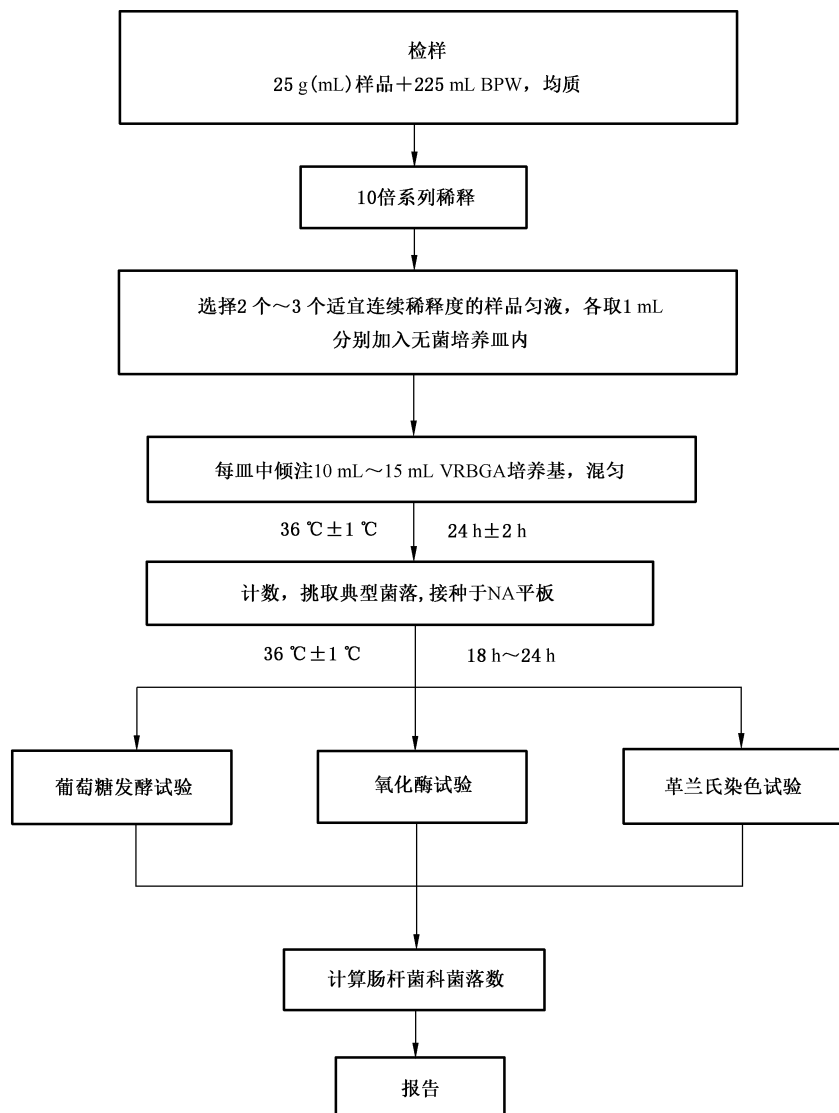 检样
25 g(mL)样品+225 mL BPW，均质
10倍系列稀释
选择2 个～3 个适宜连续稀释度的样品匀液，各取1 mL
分别加入无菌培养皿内
每皿中倾注10 mL～15 mL VRBGA培养基，混匀
36 ℃±1 ℃ 24 h±2 h
计数，挑取典型菌落,接种于NA平板
36 ℃±1 ℃ 18 h～24 h
葡萄糖发酵试验 氧化酶试验 革兰氏染色试验
计算肠杆菌科菌落数
报告